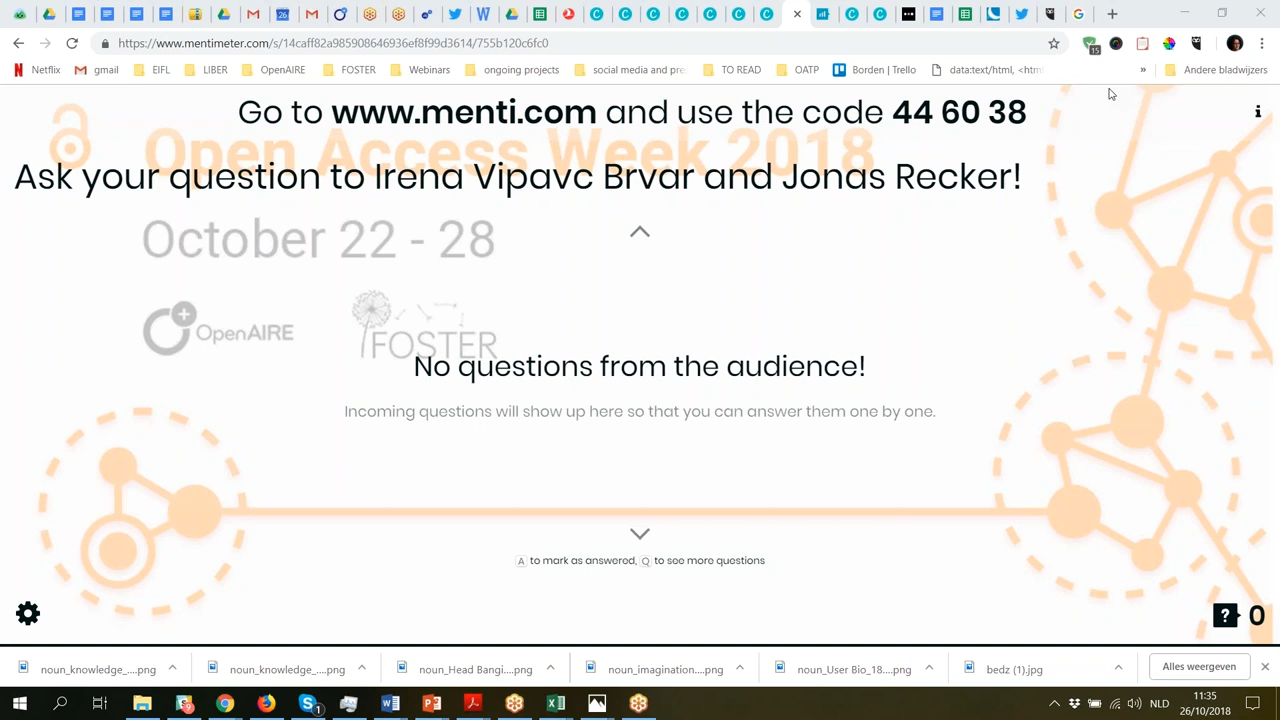 https://www.mentimeter.com/s/14caff82a985908646936ef8f99d3614/755b120c6fc0
15
Netflix
gmail
EIFL
LIBER
OpenAIRE
FOSTER
Webinars
ongoing projects
social media and pre
TO READ
OATP
Borden | Trello
data:text/html, <htm
»
Andere bladwijzers
Go to www.menti.com and use the code 44 60 38
Open Access Week 2018
Ask your question to Irena Vipavc Brvar and Jonas Recker!
October 22 - 28
OpenAIRE
FOSTER
No questions from the audience!
Incoming questions will show up here so that you can answer them one by one.
A to mark as answered, Q to see more questions
? 0
noun_knowledge_....png
noun_knowledge_....png
noun_Head Bangi....png
noun_imagination....png
noun_User Bio_18....png
bedz (1).jpg
Alles weergeven
NLD
11:35
26/10/2018